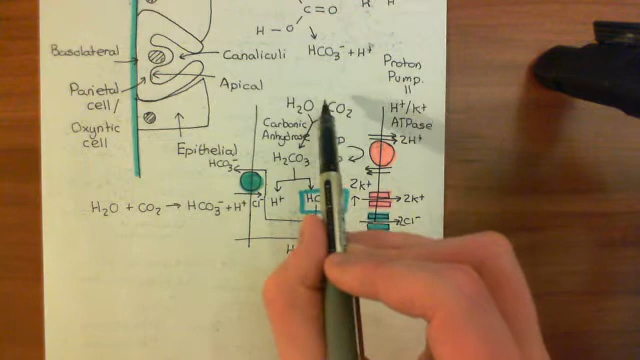 C=O
H-O
HCO₃⁻ + H⁺
Basolateral
Canaliculi
Apical
Parietal
cell/
Oxyntic
cell
Epithelial
Proton
Pump.
=
H⁺/K⁺
ATPase
H₂O CO₂
Carbonic
Anhydrase
H₂CO₃
H⁺
HCO₃⁻
Cl⁻
2H⁺
2K⁺
2K⁺
2Cl⁻
H₂O + CO₂ → HCO₃⁻ + H⁺